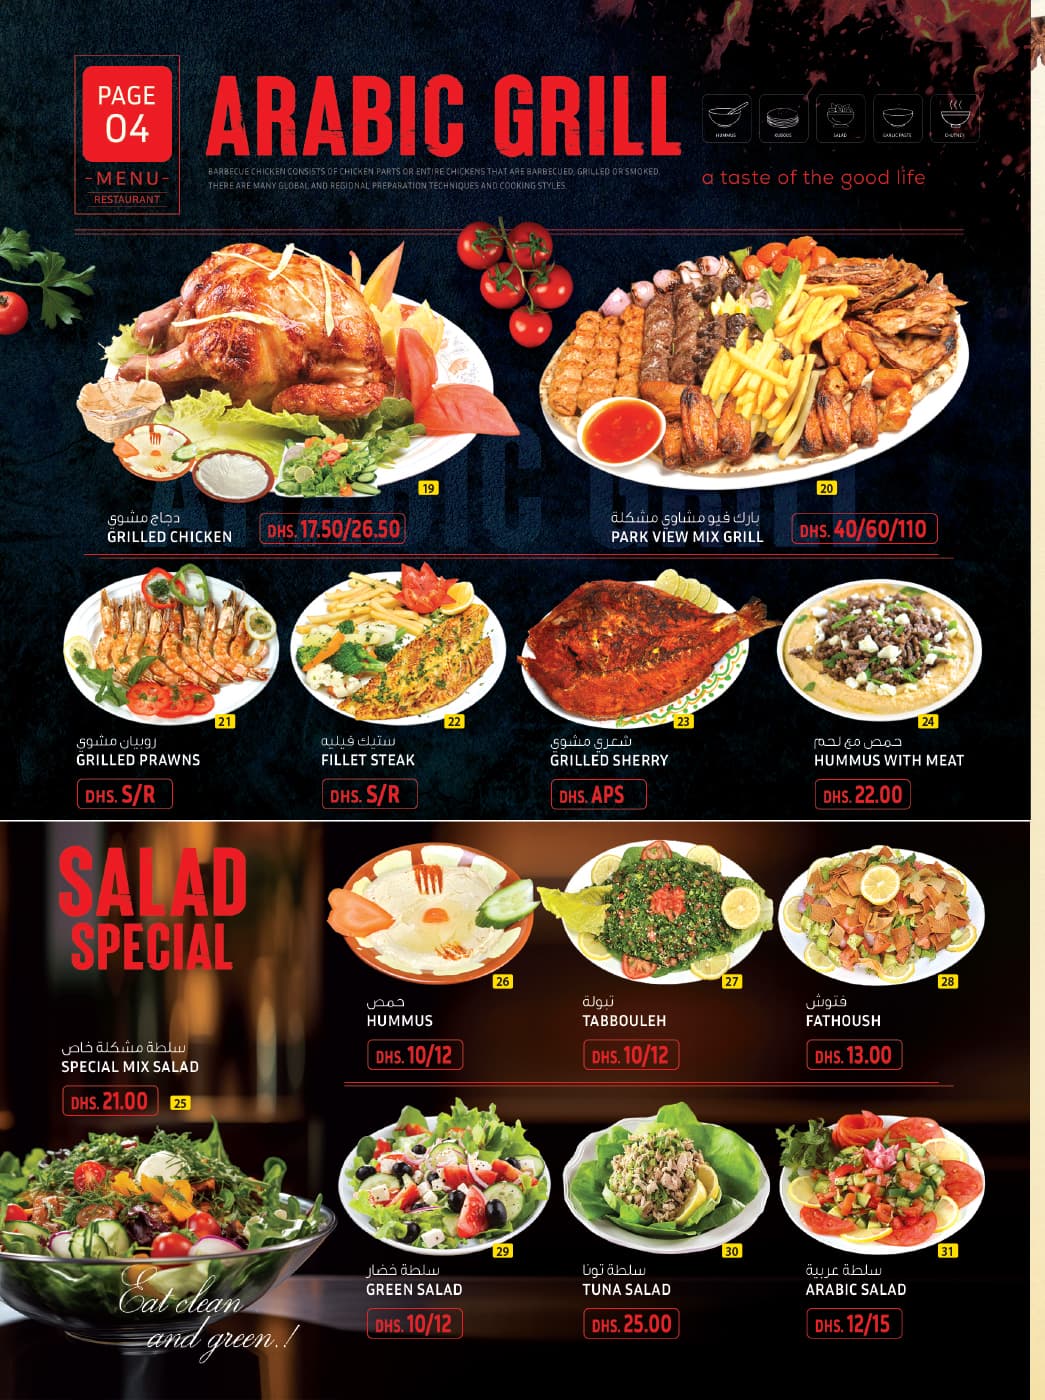 PAGE
04
-MENU-
RESTAURANT
ARABIC GRILL
BARBECUE CHICKEN CONSISTS OF CHICKEN PARTS OR ENTIRE CHICKENS THAT ARE BARBECUED, GRILLED OR SMOKED.
THERE ARE MANY GLOBAL AND REGIONAL PREPARATION TECHNIQUES AND COOKING STYLES.
HUMMUS
KUBOUS
SALAD
GARLIC PASTE
CHUTNEY
a taste of the good life
19
دجاج مشوي
GRILLED CHICKEN
DHS. 17.50/26.50
20
بارك فيو مشاوي مشكلة
PARK VIEW MIX GRILL
DHS. 40/60/110
ARABIC GRILL
21
روبيان مشوي
GRILLED PRAWNS
DHS. S/R
22
ستيك فيليه
FILLET STEAK
DHS. S/R
23
شعري مشوي
GRILLED SHERRY
DHS. APS
24
حمص مع لحم
HUMMUS WITH MEAT
DHS. 22.00
SALAD
SPECIAL
سلطة مشكلة خاص
SPECIAL MIX SALAD
DHS. 21.00
25
Eat clean
and green.!
26
حمص
HUMMUS
DHS. 10/12
27
تبولة
TABBOULEH
DHS. 10/12
28
فتوش
FATHOUSH
DHS. 13.00
29
سلطة خضار
GREEN SALAD
DHS. 10/12
30
سلطة تونا
TUNA SALAD
DHS. 25.00
31
سلطة عربية
ARABIC SALAD
DHS. 12/15